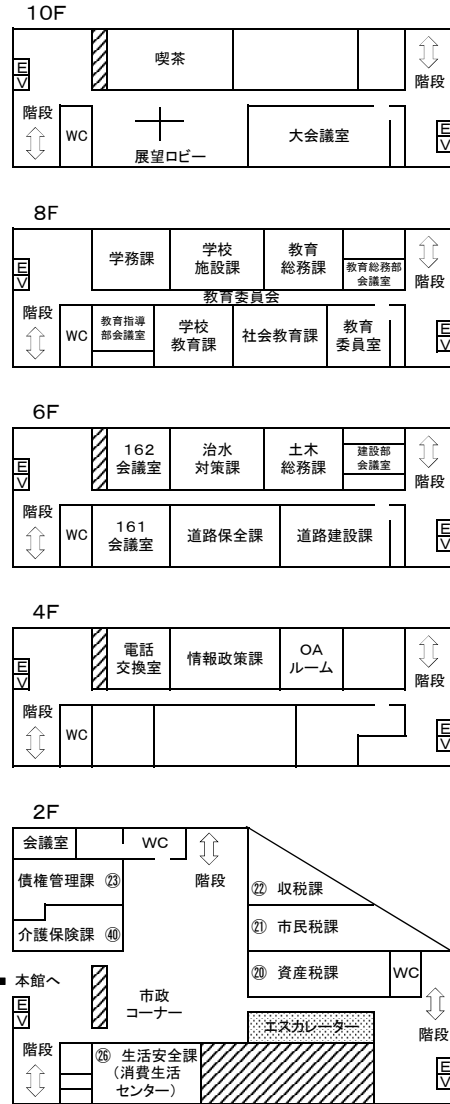 10F
喫茶
階段
EV
階段
WC
展望ロビー
大会議室
EV
8F
学務課
学校
施設課
教育
総務課
教育総務部
会議室
階段
EV
教育委員会
階段
WC
教育指導
部会議室
学校
教育課
社会教育課
教育
委員室
EV
6F
162
会議室
治水
対策課
土木
総務課
建設部
会議室
階段
EV
階段
WC
161
会議室
道路保全課
道路建設課
EV
4F
電話
交換室
情報政策課
OA
ルーム
階段
EV
階段
WC
EV
2F
会議室
WC
階段
債権管理課 ㉓
介護保険課 ㊵
㉒ 収税課
㉑ 市民税課
⑳ 資産税課
WC
本館へ
EV
市政
コーナー
エスカレーター
階段
階段
㉖ 生活安全課
(消費生活
センター)
EV